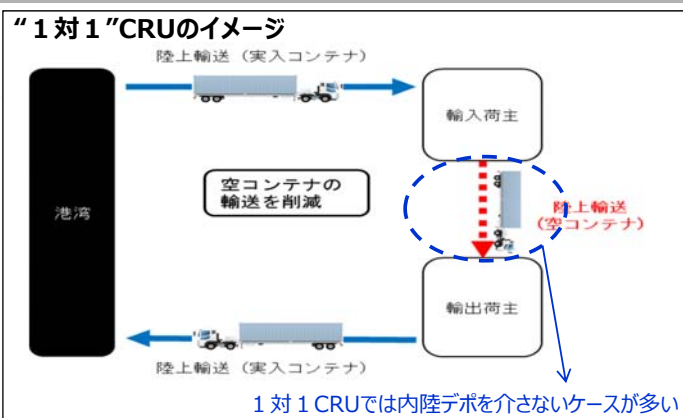 “１対１”CRUのイメージ
陸上輸送（実入コンテナ）
輸入荷主
空コンテナの
輸送を削減
港湾
陸上輸送
(空コンテナ)
輸出荷主
陸上輸送（実入コンテナ）
１対１CRUでは内陸デポを介さないケースが多い